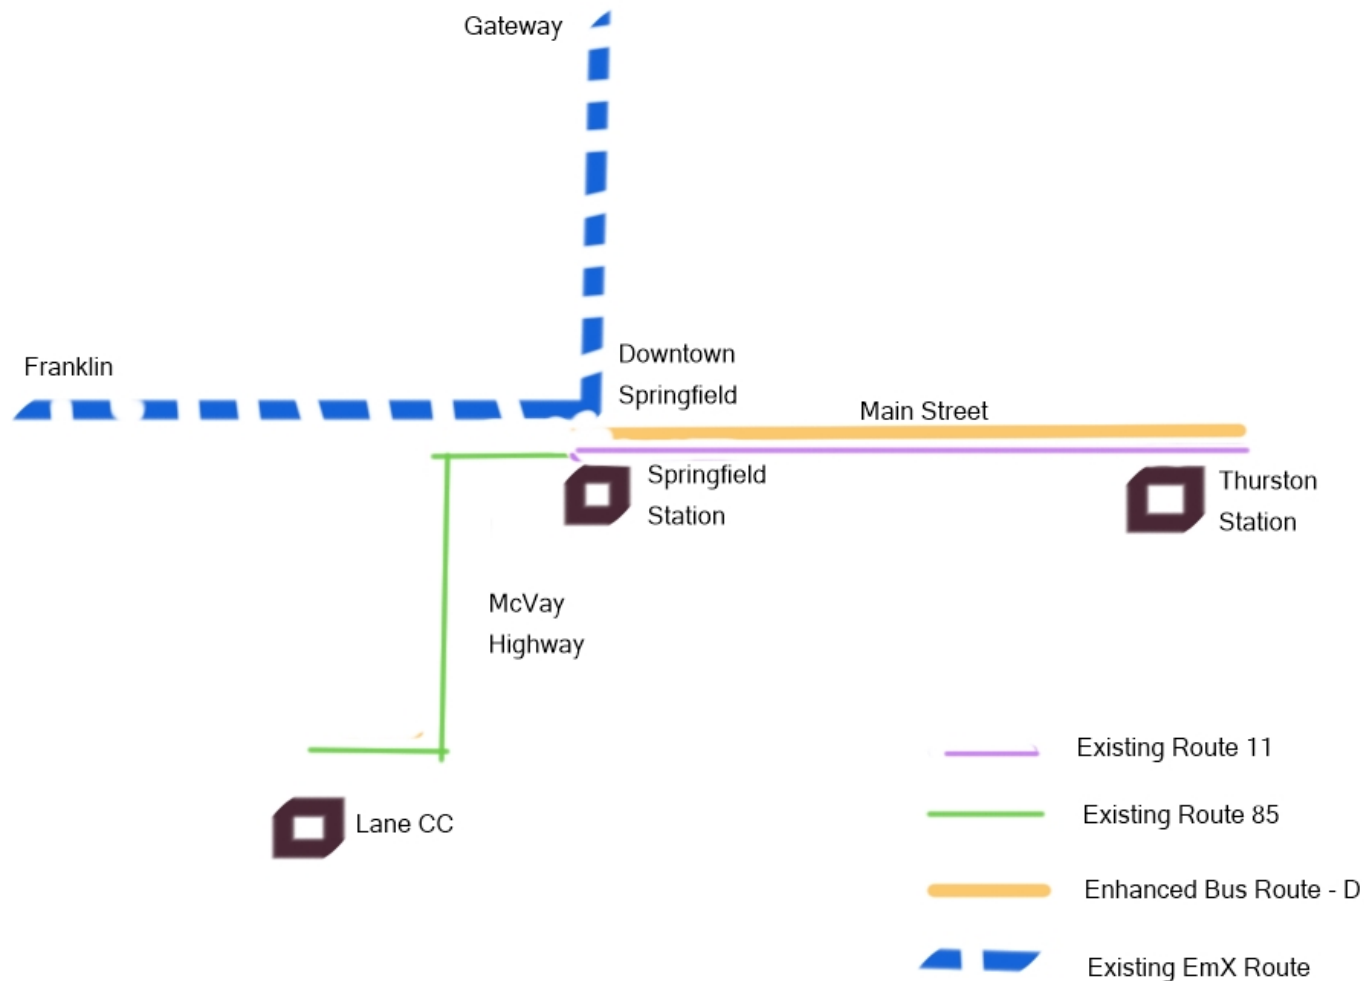 Gateway
Franklin
Downtown
Springfield
Main Street
Springfield
Station
Thurston
Station
McVay
Highway
Lane CC
Existing Route 11
Existing Route 85
Enhanced Bus Route - D
Existing EmX Route